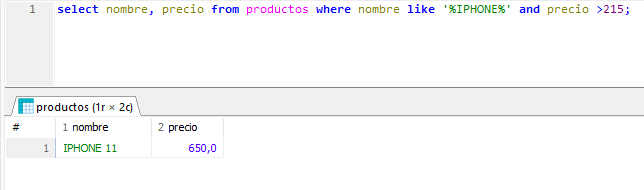 1 select nombre, precio from productos where nombre like '%IPHONE%' and precio >215;
productos (1r × 2c)
# 1 nombre 2 precio
1 IPHONE 11 650,0